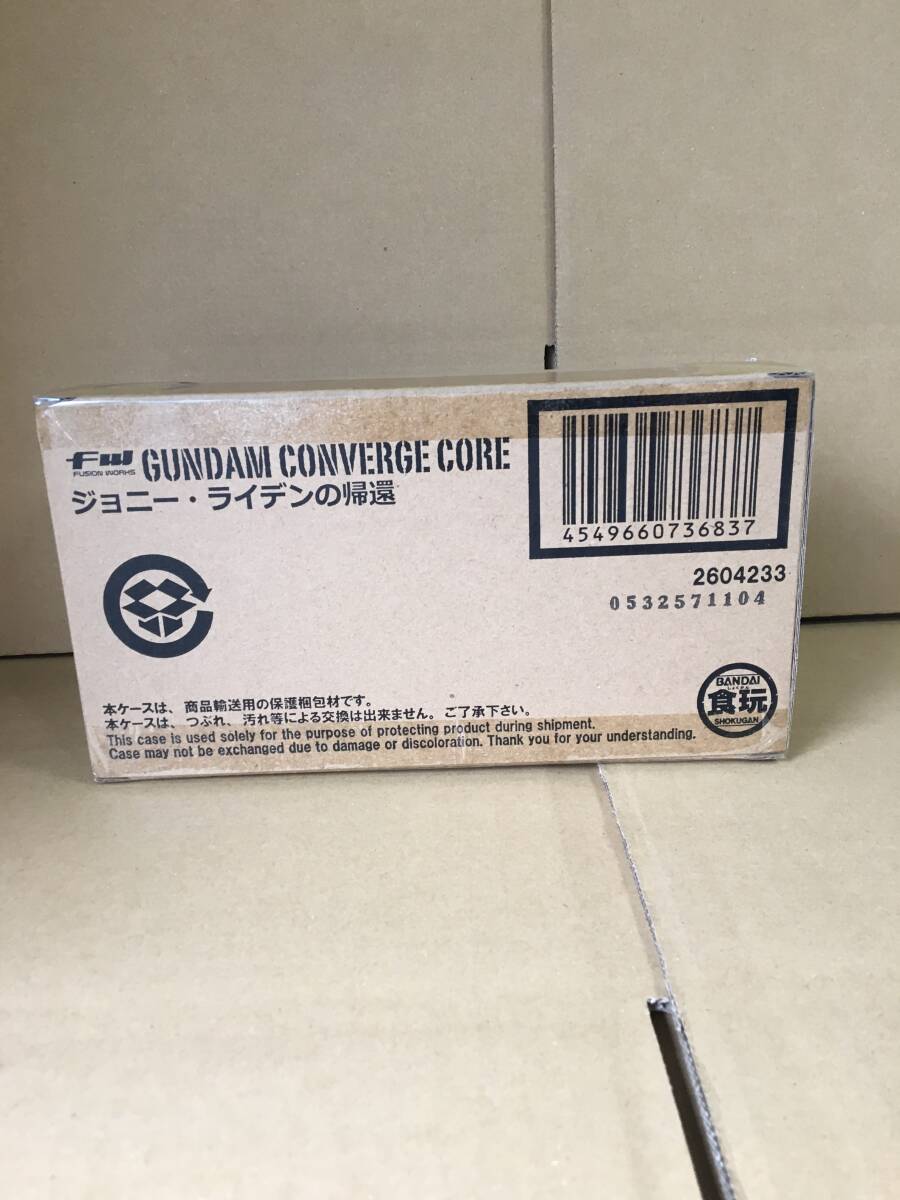 FW GUNDAM CONVERGE CORE
FUSION WORKS
ジョニー・ライデンの帰還
4549660736837
2604233
0532571104
BANDAI
しょくがん
食玩
SHOKUGAN
本ケースは、商品輸送用の保護梱包材です。
本ケースは、つぶれ、汚れ等による交換は出来ません。ご了承下さい。
This case is used solely for the purpose of protecting product during shipment.
Case may not be exchanged due to damage or discoloration. Thank you for your understanding.